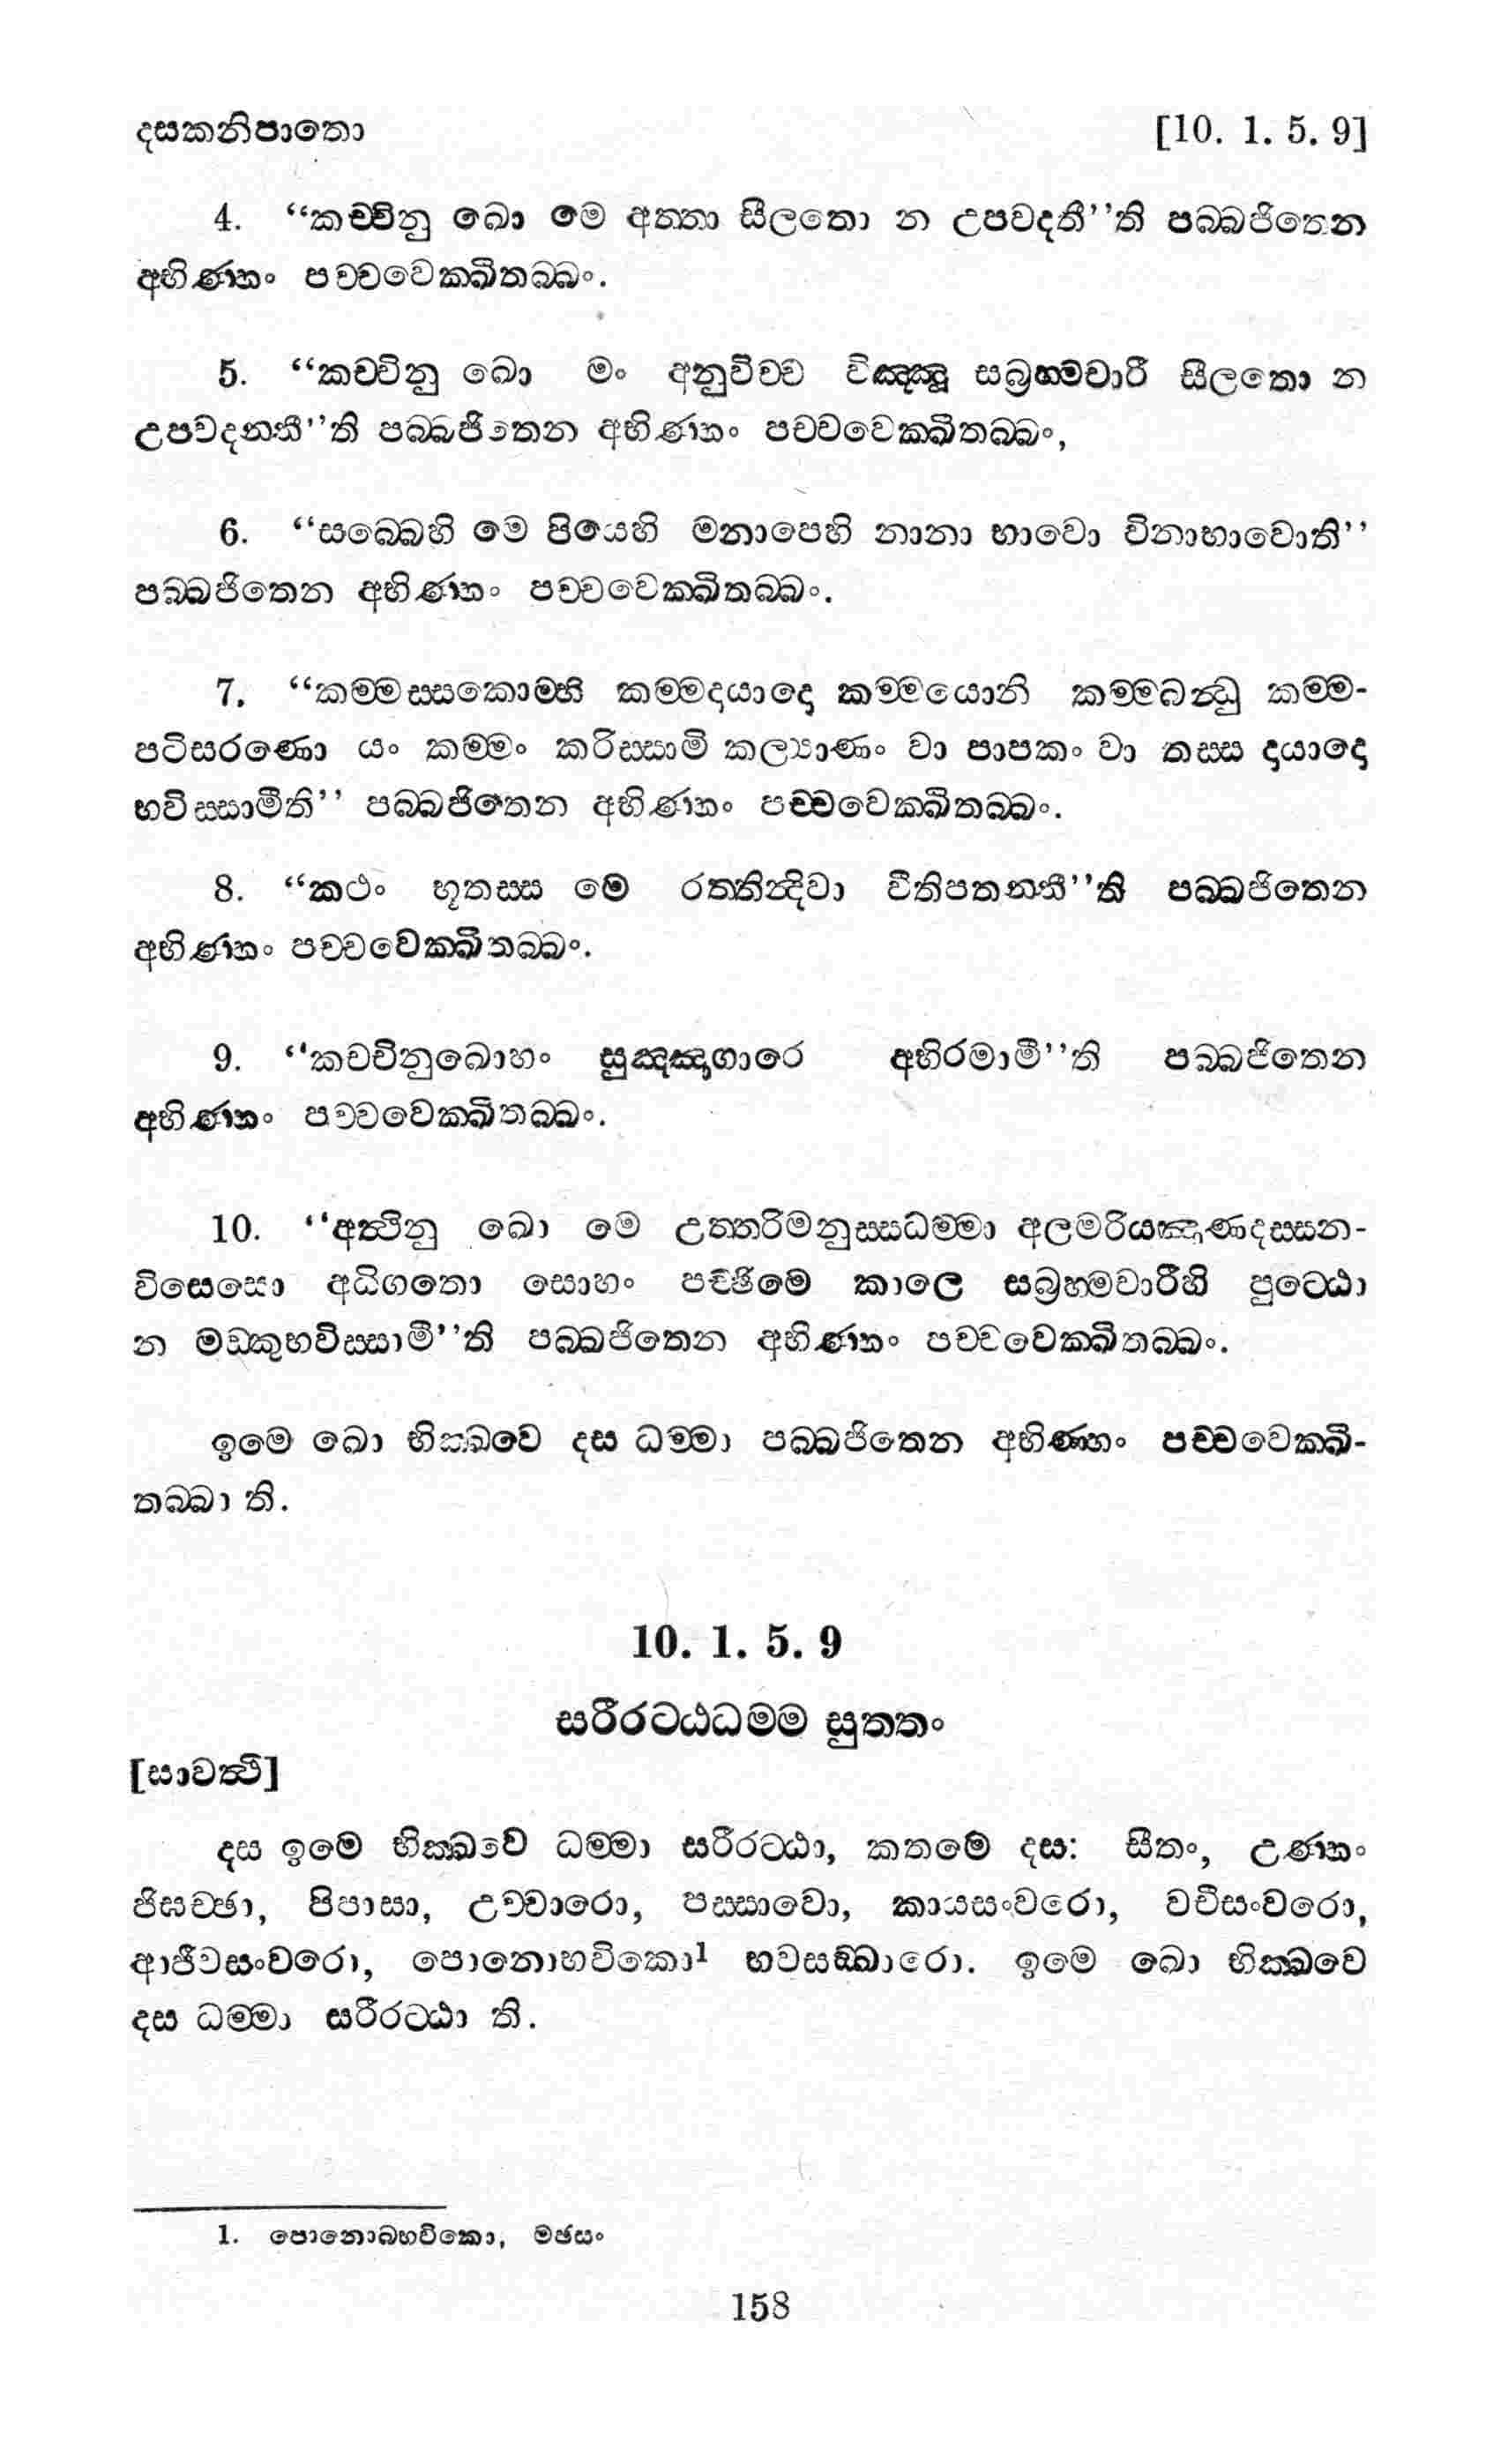 දසකනිපාතො [10. 1. 5. 9]
4. “කච්චිනු ඛො මෙ අත්තා සීලතො න උපවදතී”ති පබ්බජිතෙන
අභිණ්හං පච්චවෙක්ඛිතබ්බං.
5. “කච්චිනු ඛො මං අනුවිච්ච විඤ්ඤූ සබ්‍රහ්මචාරී සීලතො න
උපවදන්තී”ති පබ්බජිතෙන අභිණ්හං පච්චවෙක්ඛිතබ්බං,
6. “සබ්බෙහි මෙ පියෙහි මනාපෙහි නානා භාවො විනාභාවොති”
පබ්බජිතෙන අභිණ්හං පච්චවෙක්ඛිතබ්බං.
7. “කම්මස්සකොම්හි කම්මදායාදො කම්මයොනි කම්මබන්ධු කම්ම-
පටිසරණො යං කම්මං කරිස්සාමි කල්‍යාණං වා පාපකං වා තස්ස දායාදො
භවිස්සාමීති” පබ්බජිතෙන අභිණ්හං පච්චවෙක්ඛිතබ්බං.
8. “කථං භූතස්ස මෙ රත්තින්දිවා වීතිපතන්තී”ති පබ්බජිතෙන
අභිණ්හං පච්චවෙක්ඛිතබ්බං.
9. “කච්චිනුඛොහං සුඤ්ඤාගාරෙ අභිරමාමී”ති පබ්බජිතෙන
අභිණ්හං පච්චවෙක්ඛිතබ්බං.
10. “අත්ථිනු ඛො මෙ උත්තරිමනුස්සධම්මා අලමරියඤාණදස්සන-
විසෙසො අධිගතො සොහං පච්ඡිමෙ කාලෙ සබ්‍රහ්මචාරීහි පුට්ඨො
න මඩ්කුභවිස්සාමී”ති පබ්බජිතෙන අභිණ්හං පච්චවෙක්ඛිතබ්බං.
ඉමෙ ඛො භික්ඛවෙ දස ධම්මා පබ්බජිතෙන අභිණ්හං පච්චවෙක්ඛි-
තබ්බා ති.
10. 1. 5. 9
සරීරට්ඨධම්ම සුත්තං
[සාවත්ථි]
දස ඉමෙ භික්ඛවෙ ධම්මා සරීරට්ඨා, කතමෙ දස: සීතං, උණ්හං
ජිඝච්ඡා, පිපාසා, උච්චාරො, පස්සාවො, කායසංවරො, වචීසංවරො,
ආජීවසංවරො, පොනොභවිකො1 භවසඞ්ඛාරො. ඉමෙ ඛො භික්ඛවෙ
දස ධම්මා සරීරට්ඨා ති.
1. පොනොබ්භවිකො, මඡසං
158